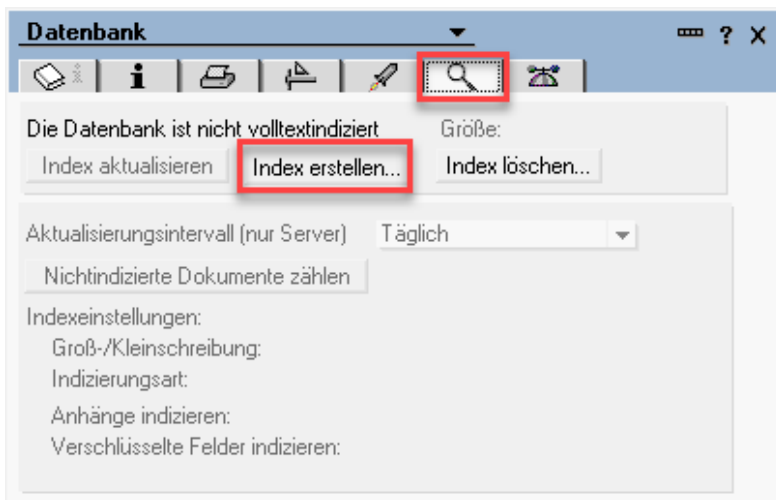 Datenbank ? X
i i
Die Datenbank ist nicht volltextindiziert Größe:
Index aktualisieren Index erstellen... Index löschen...
Aktualisierungsintervall (nur Server) Täglich
Nichtindizierte Dokumente zählen
Indexeinstellungen:
Groß-/Kleinschreibung:
Indizierungsart:
Anhänge indizieren:
Verschlüsselte Felder indizieren: